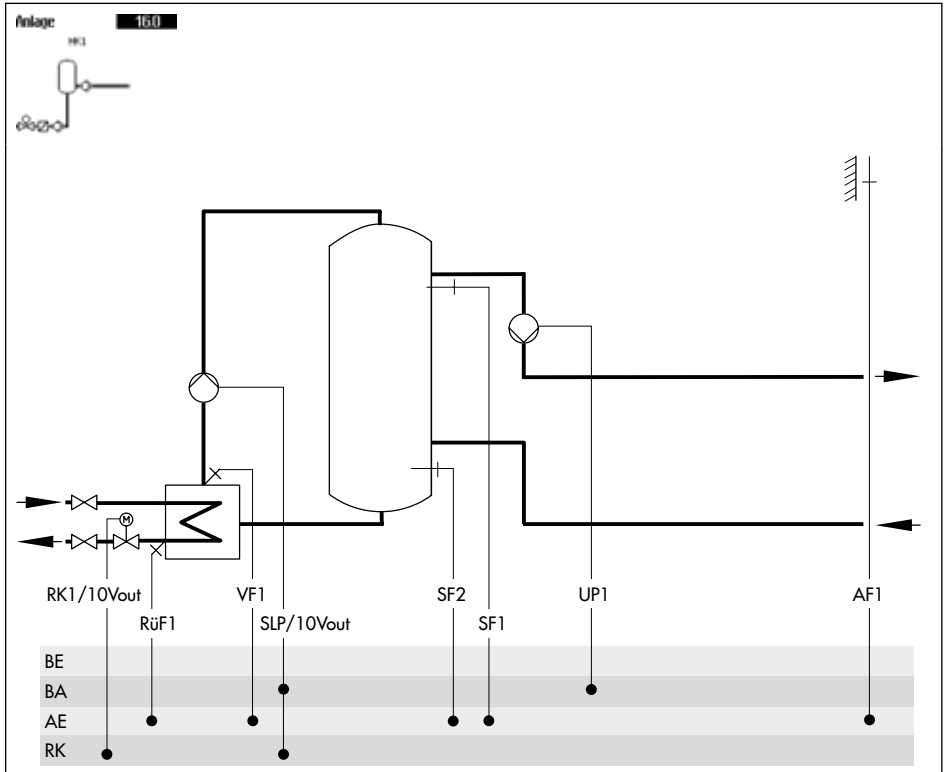 Anlage 16.0
HK1
M
RK1/10Vout VF1 SF2 UP1 AF1
RüF1 SLP/10Vout SF1
BE
BA
AE
RK